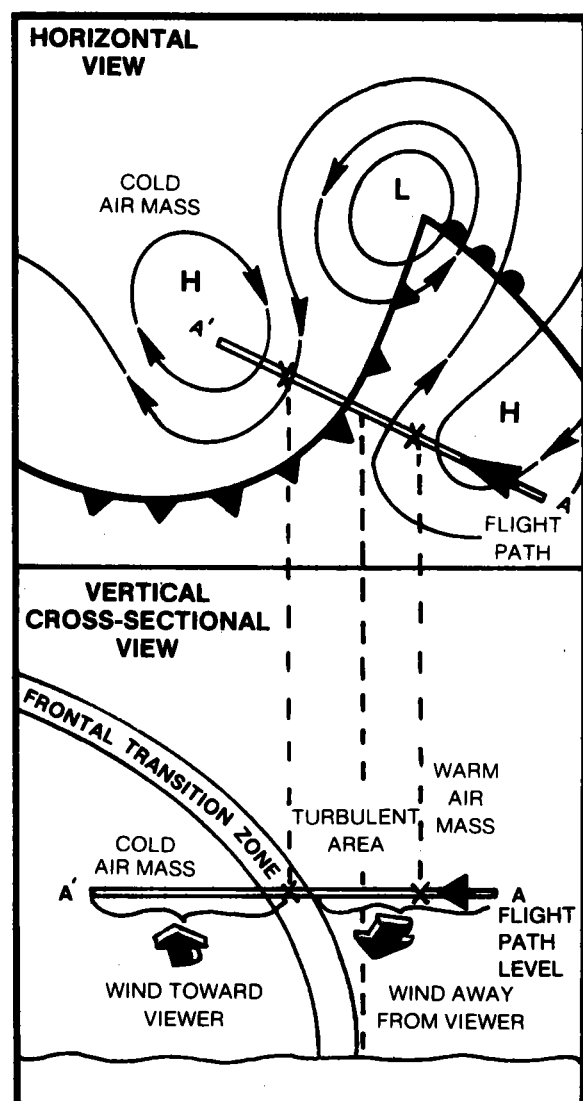 HORIZONTAL
VIEW
COLD
AIR MASS
L
H
A'
H
A
FLIGHT
PATH
VERTICAL
CROSS-SECTIONAL
VIEW
FRONTAL TRANSITION ZONE
WARM
AIR
MASS
TURBULENT
AREA
COLD
AIR MASS
A'
A
FLIGHT
PATH
LEVEL
WIND TOWARD
VIEWER
WIND AWAY
FROM VIEWER